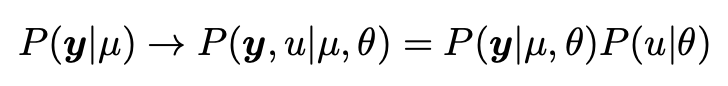 P(𝒚|μ) → P(𝒚, u|μ, θ) = P(𝒚|μ, θ)P(u|θ)